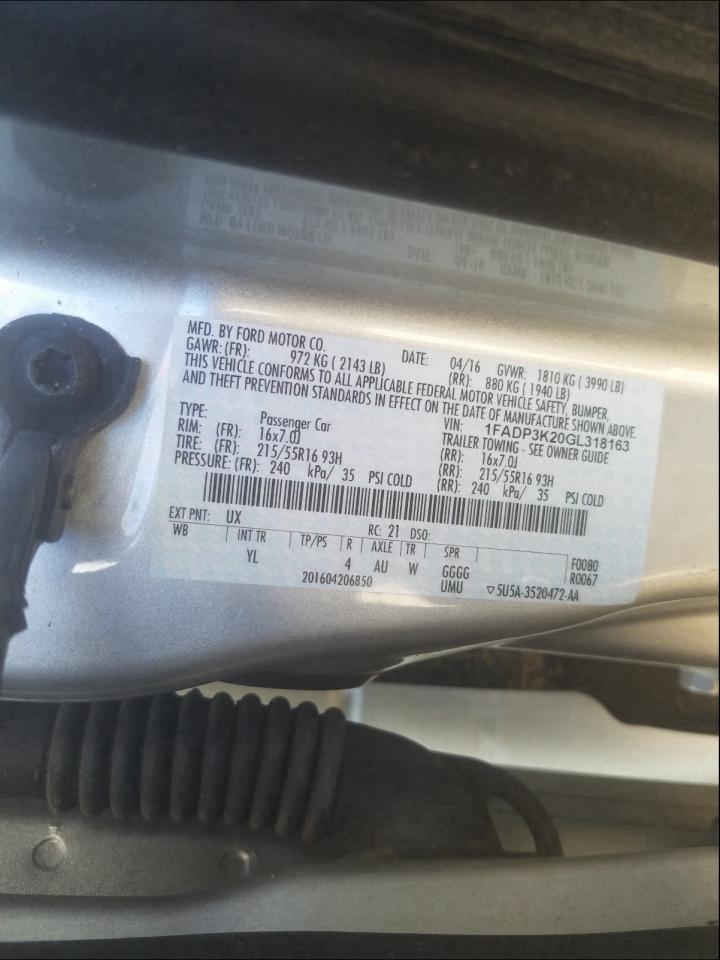 MFD. BY FORD MOTOR CO. DATE: 04/16 GVWR: 1810 KG ( 3990 LB)
GAWR: (FR): 972 KG ( 2143 LB) (RR): 880 KG ( 1940 LB)
THIS VEHICLE CONFORMS TO ALL APPLICABLE FEDERAL MOTOR VEHICLE SAFETY, BUMPER,
AND THEFT PREVENTION STANDARDS IN EFFECT ON THE DATE OF MANUFACTURE SHOWN ABOVE.
VIN: 1FADP3K20GL318163
TYPE: Passenger Car TRAILER TOWING - SEE OWNER GUIDE
RIM: (FR): 16x7.0J (RR): 16x7.0J
TIRE: (FR): 215/55R16 93H (RR): 215/55R16 93H
PRESSURE: (FR): 240 kPa/ 35 PSI COLD (RR): 240 kPa/ 35 PSI COLD
EXT PNT: UX RC: 21 DSO:
WB INT TR TP/PS R AXLE TR SPR F0080
YL 4 AU W GGGG R0067
201604206850 UMU ▽5U5A-3520472-AA